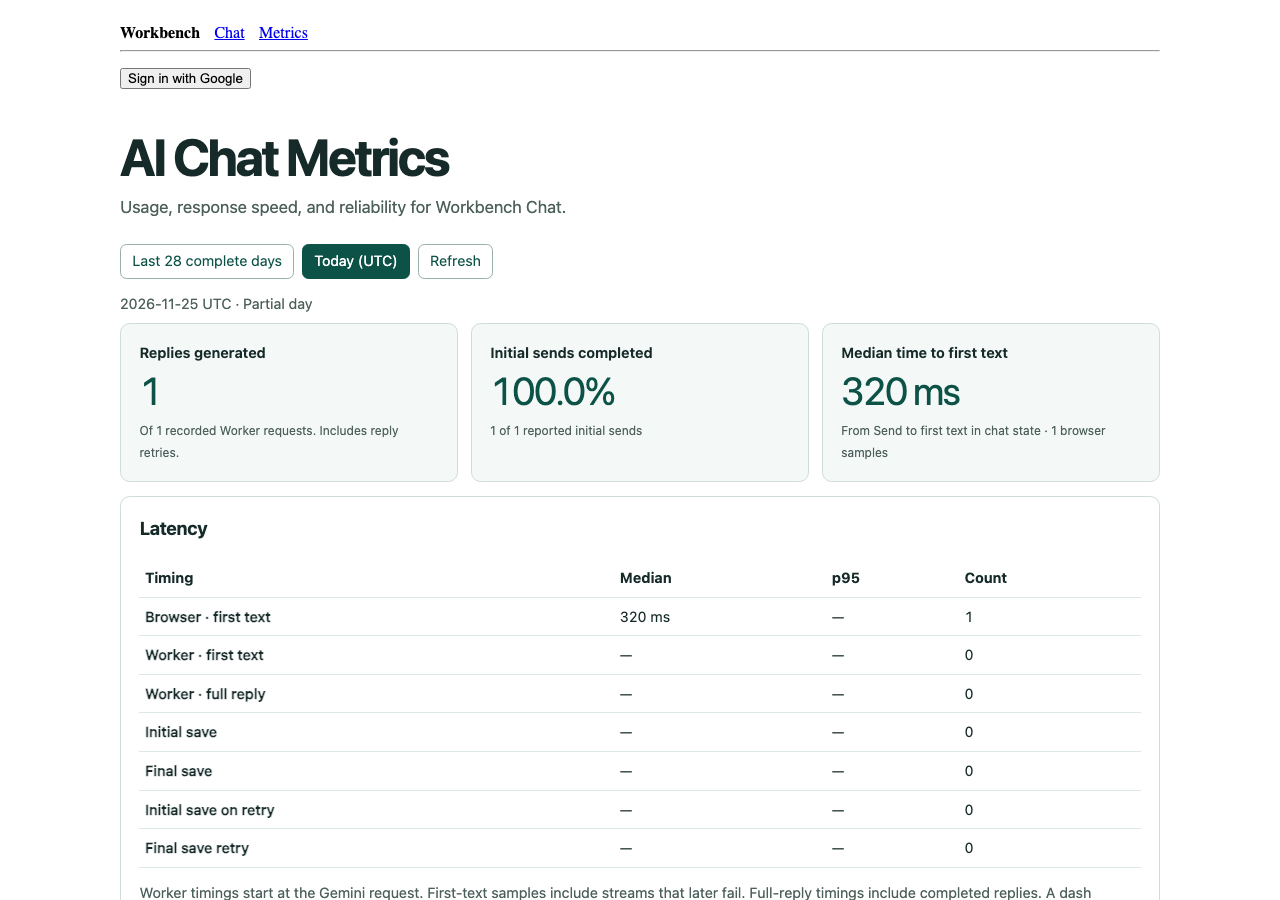 Workbench Chat Metrics
Sign in with Google
AI Chat Metrics
Usage, response speed, and reliability for Workbench Chat.
Last 28 complete days Today (UTC) Refresh
2026-11-25 UTC · Partial day
Replies generated
1
Of 1 recorded Worker requests. Includes reply
retries.
Initial sends completed
100.0%
1 of 1 reported initial sends
Median time to first text
320 ms
From Send to first text in chat state · 1 browser
samples
Latency
Timing Median p95 Count
Browser · first text 320 ms — 1
Worker · first text — — 0
Worker · full reply — — 0
Initial save — — 0
Final save — — 0
Initial save on retry — — 0
Final save retry — — 0
Worker timings start at the Gemini request. First-text samples include streams that later fail. Full-reply timings include completed replies. A dash